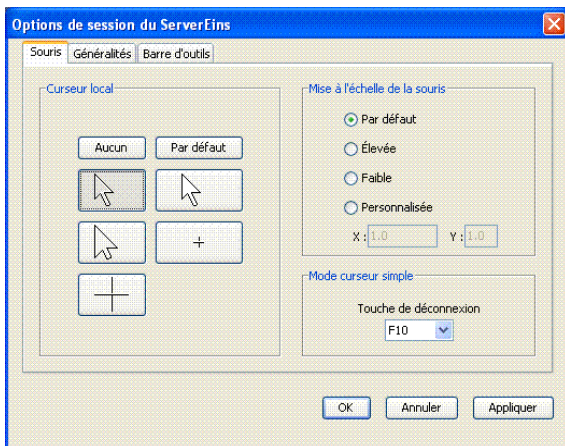 Options de session du ServerEins
Souris Généralités Barre d'outils
Curseur local
Aucun Par défaut
Mise à l'échelle de la souris
Par défaut
Élevée
Faible
Personnalisée
X : 1.0 Y : 1.0
Mode curseur simple
Touche de déconnexion
F10
OK Annuler Appliquer